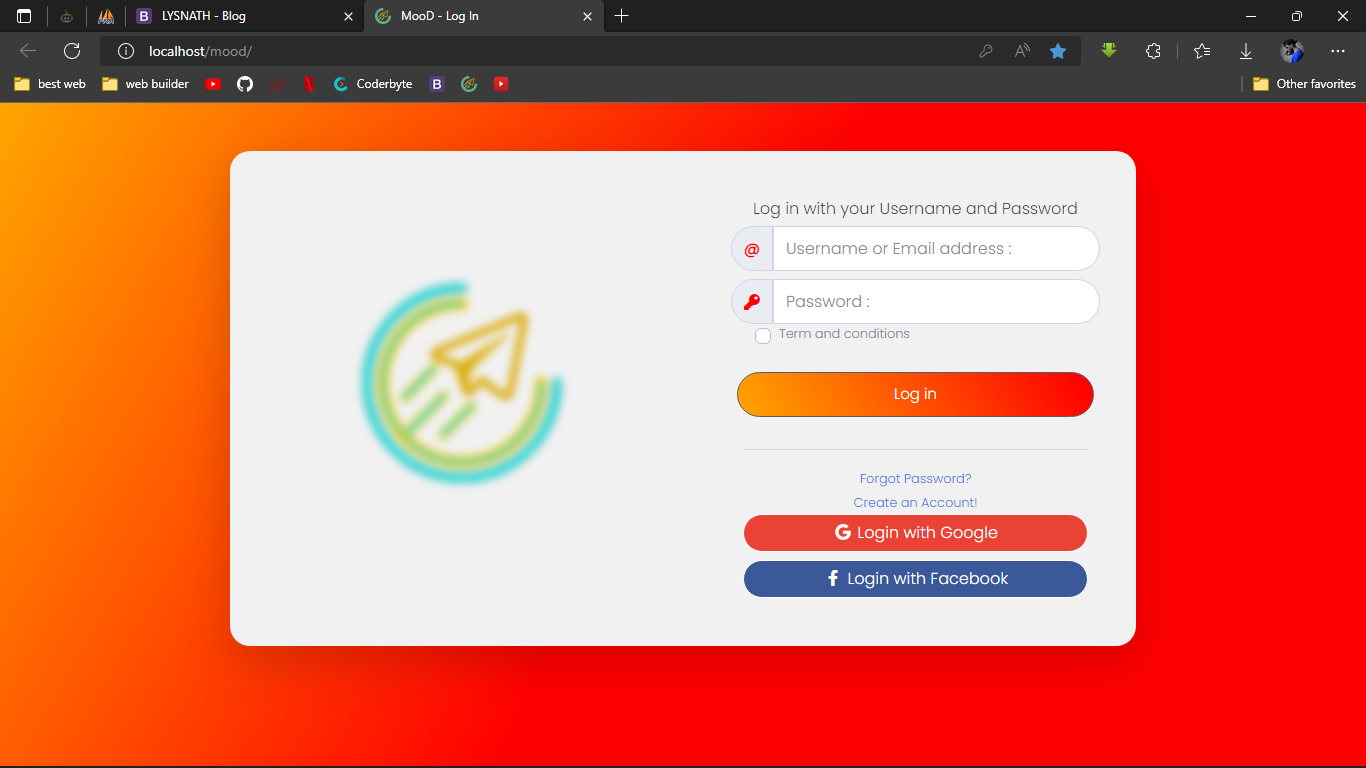 LYSNATH - Blog
MooD - Log In
localhost/mood/
best web
web builder
Coderbyte
B
Other favorites
Log in with your Username and Password
@ Username or Email address :
Password :
Term and conditions
Log in
Forgot Password?
Create an Account!
G Login with Google
f Login with Facebook